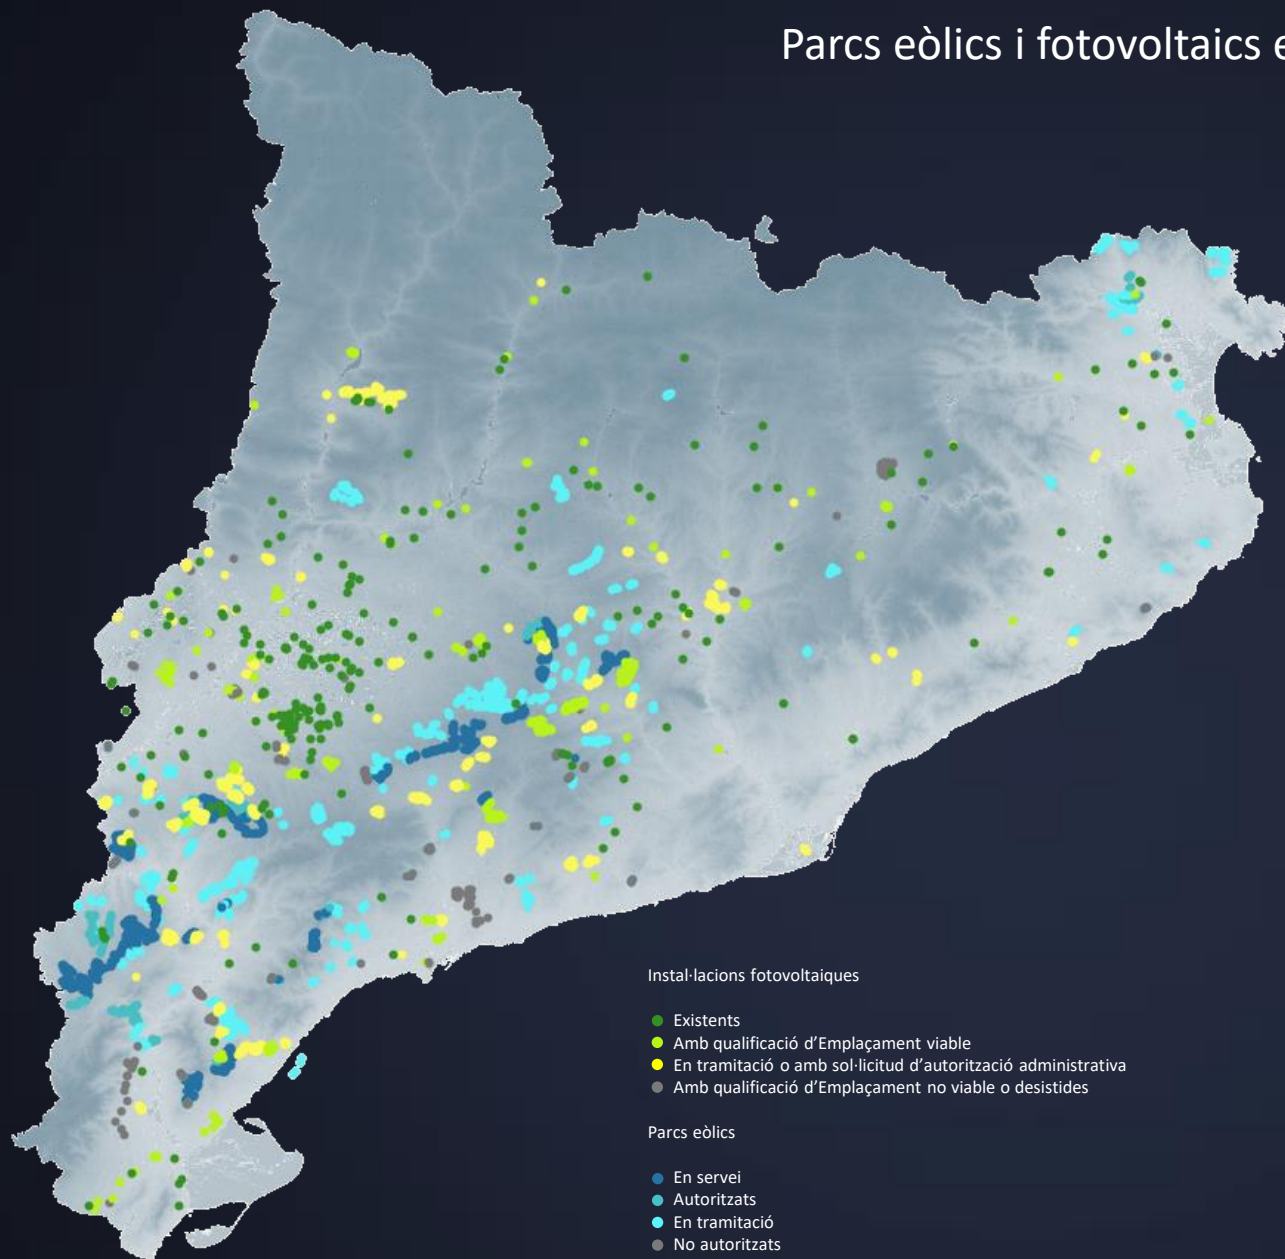 Parcs eòlics i fotovoltaics e
Instal·lacions fotovoltaiques
Existents
Amb qualificació d'Emplaçament viable
En tramitació o amb sol·licitud d'autorització administrativa
Amb qualificació d'Emplaçament no viable o desistides
Parcs eòlics
En servei
Autoritzats
En tramitació
No autoritzats